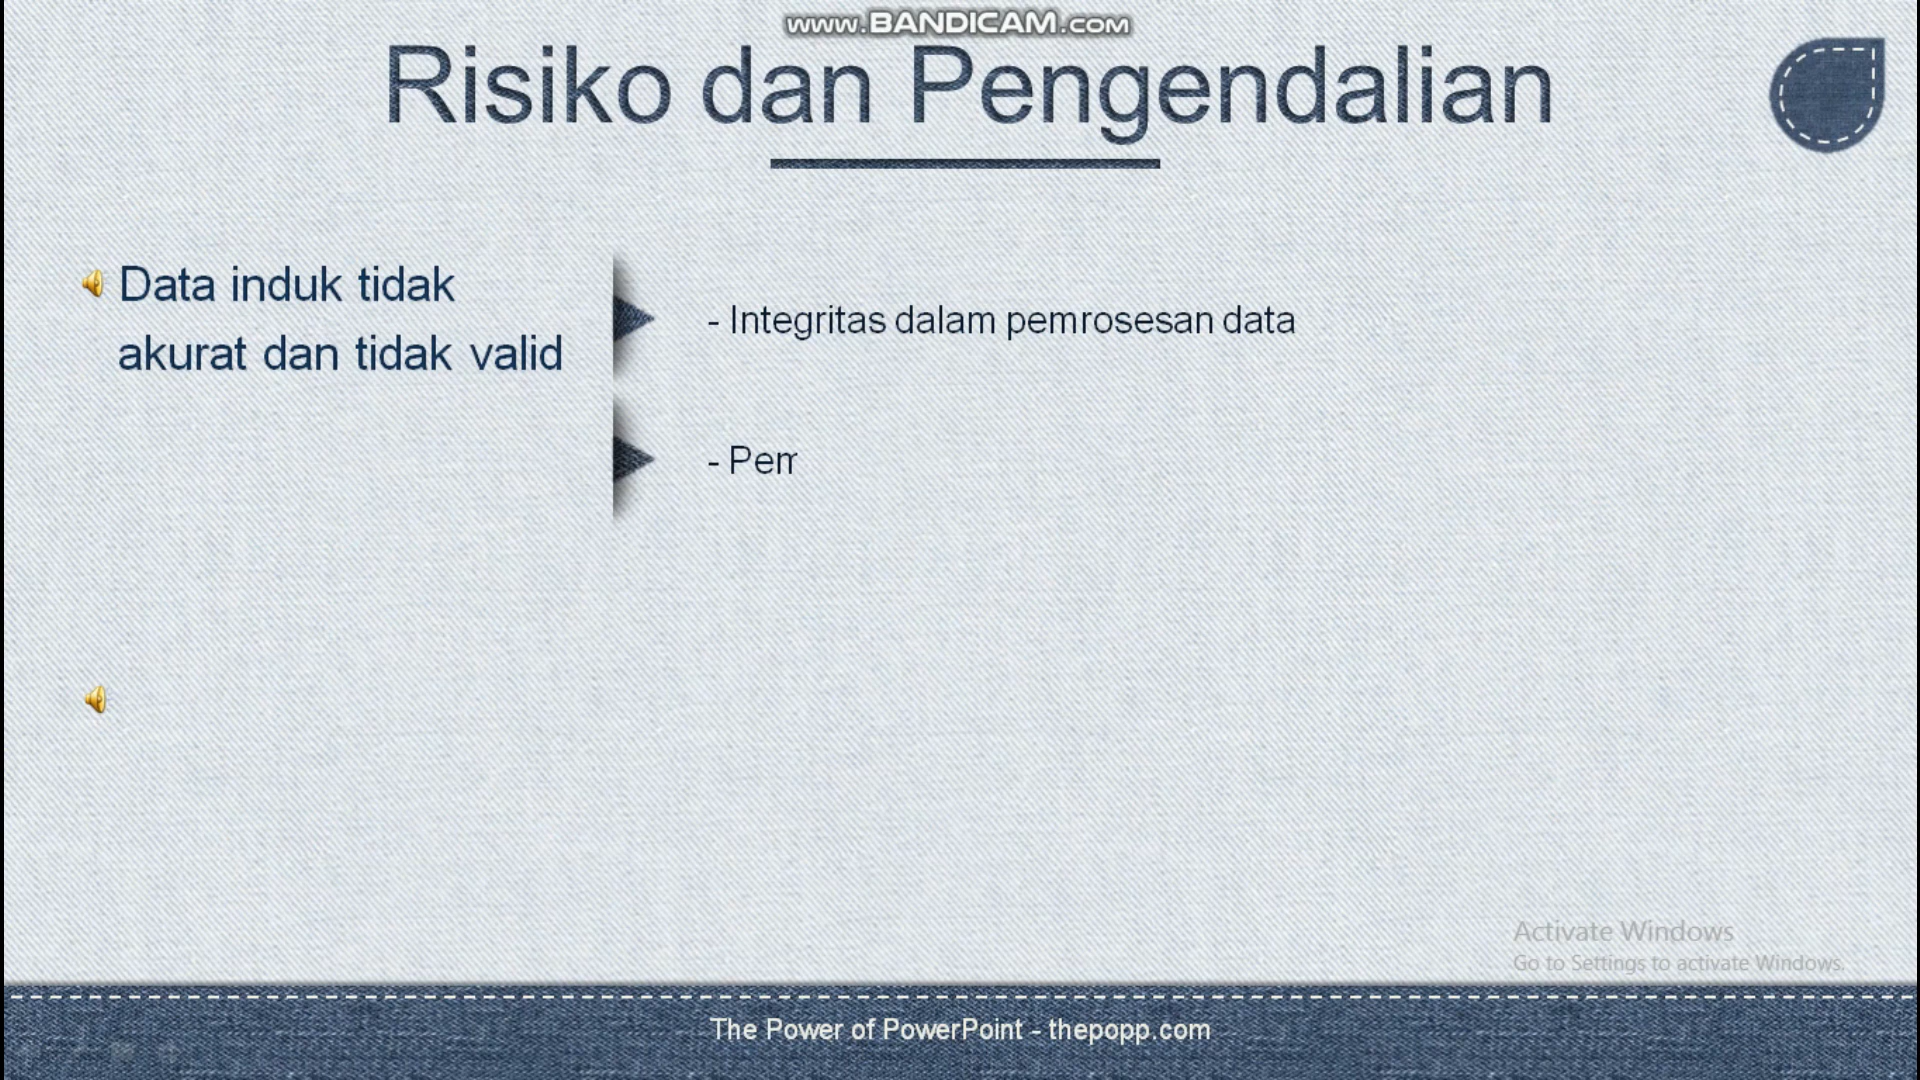 www.BANDICAM.com
Risiko dan Pengendalian
Data induk tidak
akurat dan tidak valid
- Integritas dalam pemrosesan data
- Pem
Activate Windows
Go to Settings to activate Windows.
The Power of PowerPoint - thepopp.com